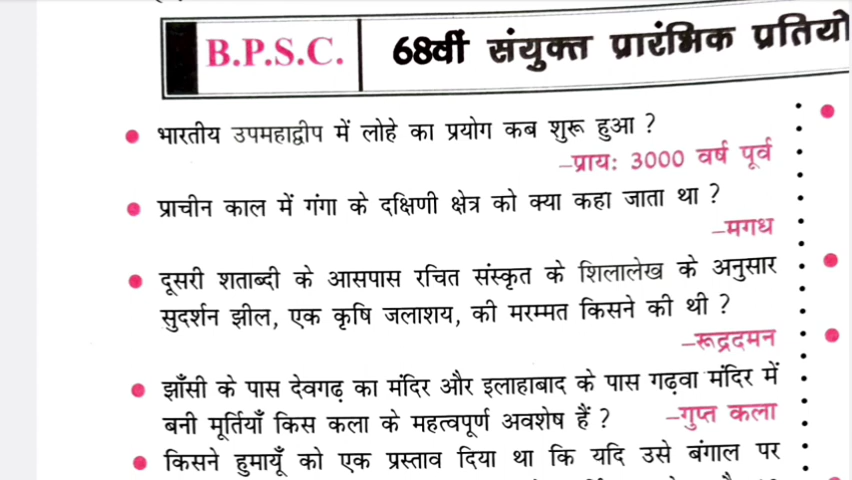 B.P.S.C. 68वीं संयुक्त प्रारंभिक प्रतियो
भारतीय उपमहाद्वीप में लोहे का प्रयोग कब शुरू हुआ ?
–प्राय: 3000 वर्ष पूर्व
प्राचीन काल में गंगा के दक्षिणी क्षेत्र को क्या कहा जाता था ?
–मगध
दूसरी शताब्दी के आसपास रचित संस्कृत के शिलालेख के अनुसार
सुदर्शन झील, एक कृषि जलाशय, की मरम्मत किसने की थी ?
–रूद्रदमन
झाँसी के पास देवगढ़ का मंदिर और इलाहाबाद के पास गढ़वा मंदिर में
बनी मूर्तियाँ किस कला के महत्वपूर्ण अवशेष हैं ? –गुप्त कला
किसने हुमायूँ को एक प्रस्ताव दिया था कि यदि उसे बंगाल पर